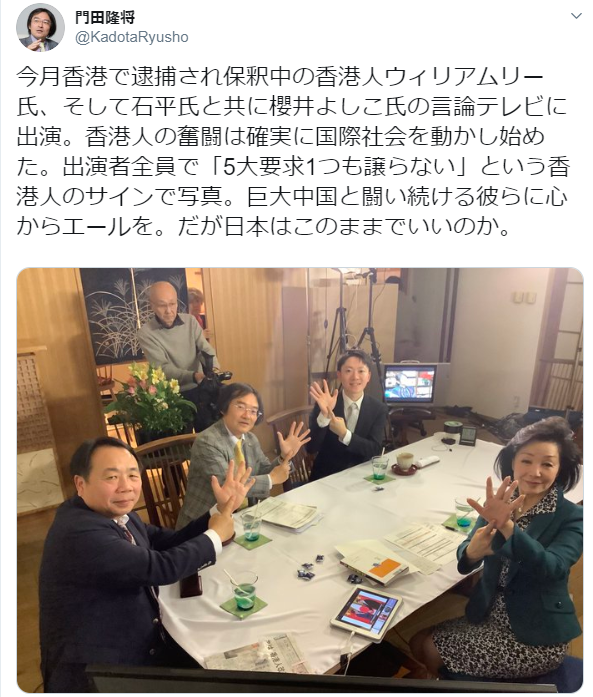 門田隆将
@KadotaRyusho
今月香港で逮捕され保釈中の香港人ウィリアムリー
氏、そして石平氏と共に櫻井よしこ氏の言論テレビに
出演。香港人の奮闘は確実に国際社会を動かし始め
た。出演者全員で「5大要求1つも譲らない」という香
港人のサインで写真。巨大中国と闘い続ける彼らに心
からエールを。だが日本はこのままでいいのか。